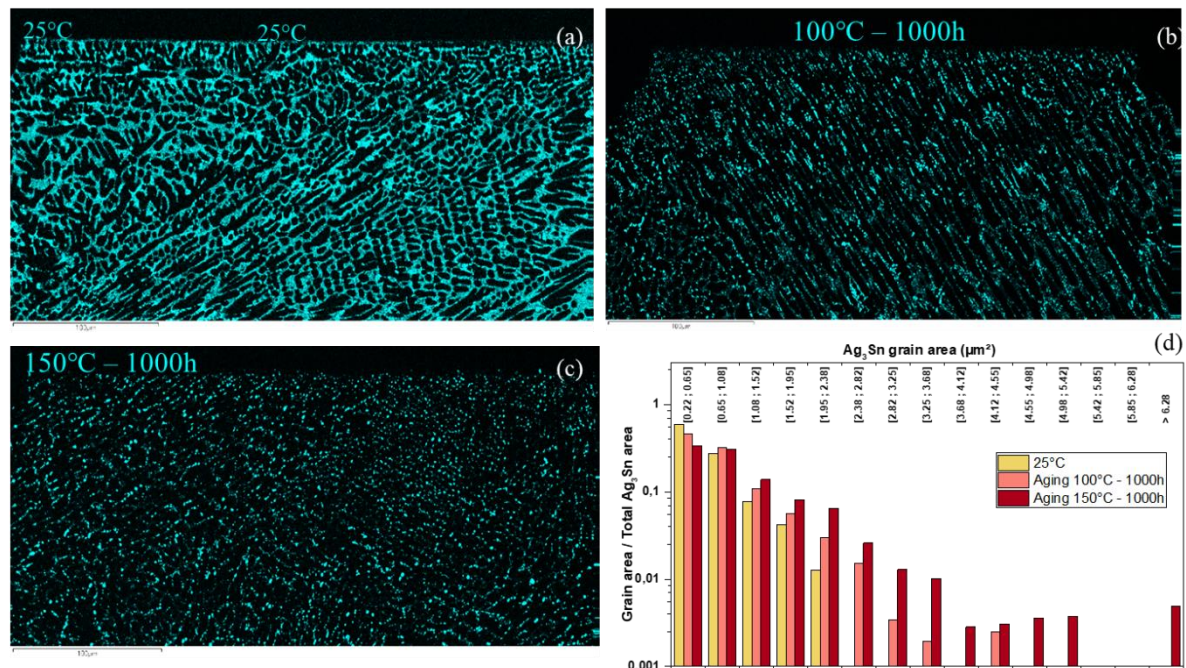 25°C
25°C
(a)
100µm
100°C – 1000h
(b)
100µm
150°C – 1000h
(c)
100µm
(d)
Ag₃Sn grain area (µm²)
[0.22 ; 0.65]
[0.65 ; 1.08]
[1.08 ; 1.52]
[1.52 ; 1.95]
[1.95 ; 2.38]
[2.38 ; 2.82]
[2.82 ; 3.25]
[3.25 ; 3.68]
[3.68 ; 4.12]
[4.12 ; 4.55]
[4.55 ; 4.98]
[4.98 ; 5.42]
[5.42 ; 5.85]
[5.85 ; 6.28]
> 6.28
Grain area / Total Ag₃Sn area
1
0,1
0,01
0,001
25°C
Aging 100°C - 1000h
Aging 150°C - 1000h